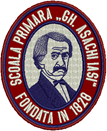 SCOALA PRIMARA „GH. ASACHI IASI"
FONDATA IN 1828